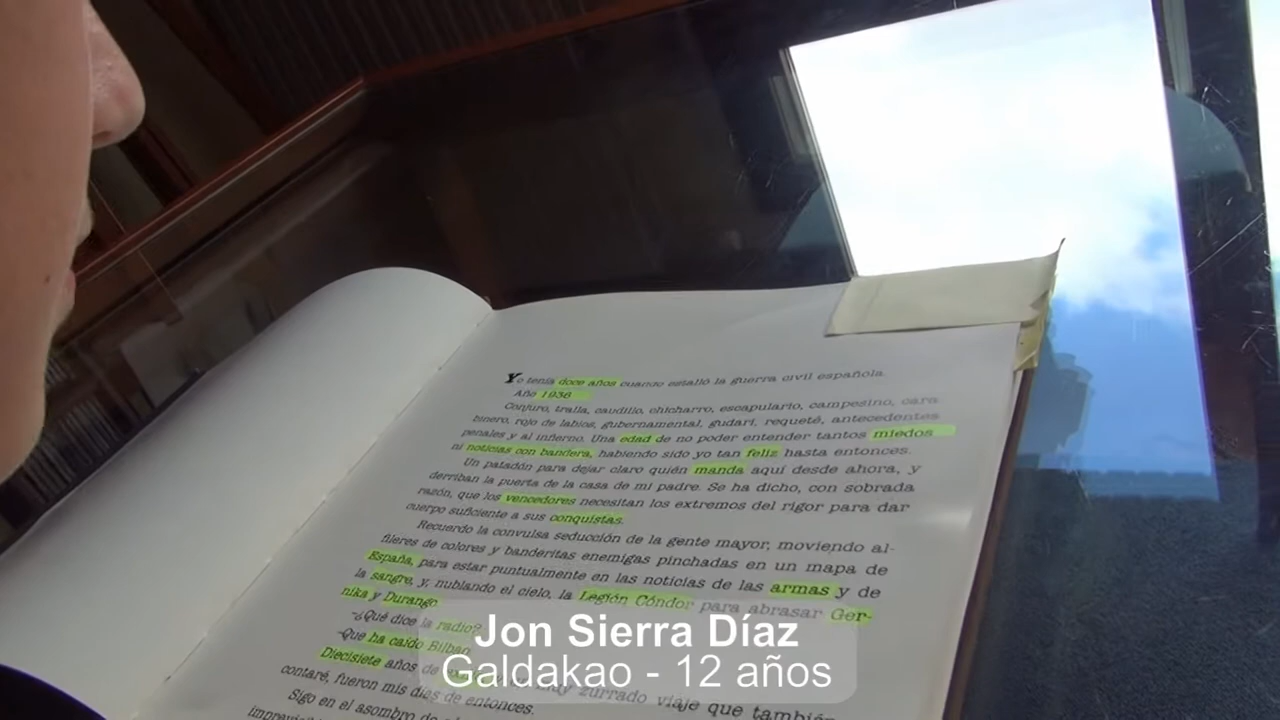 Yo tenía doce años cuando estalló la guerra civil española.
Año 1936
Conjuro, tralla, caudillo, chicharro, escapulario, campesino, cara
binero, rojo de labios, gubernamental, gudari, requeté, antecedentes
penales y al infierno. Una edad de no poder entender tantos miedos
ni noticias con bandera, habiendo sido yo tan feliz hasta entonces.
Un patadón para dejar claro quién manda aquí desde ahora, y
derriban la puerta de la casa de mi padre. Se ha dicho, con sobrada
razón, que los vencedores necesitan los extremos del rigor para dar
cuerpo suficiente a sus conquistas.
Recuerdo la convulsa seducción de la gente mayor, moviendo al-
fileres de colores y banderitas enemigas pinchadas en un mapa de
España, para estar puntualmente en las noticias de las armas y de
la sangre, y, nublando el cielo, la Legión Cóndor para abrasar Ger-
nika y Durango
-¿Qué dice la radio?
-Que ha caído Bilbao
Diecisiete años de muy zurrado viaje que también
contaré, fueron mis días de entonces.
Sigo en el asombro de
Jon Sierra Díaz
Galdakao - 12 años